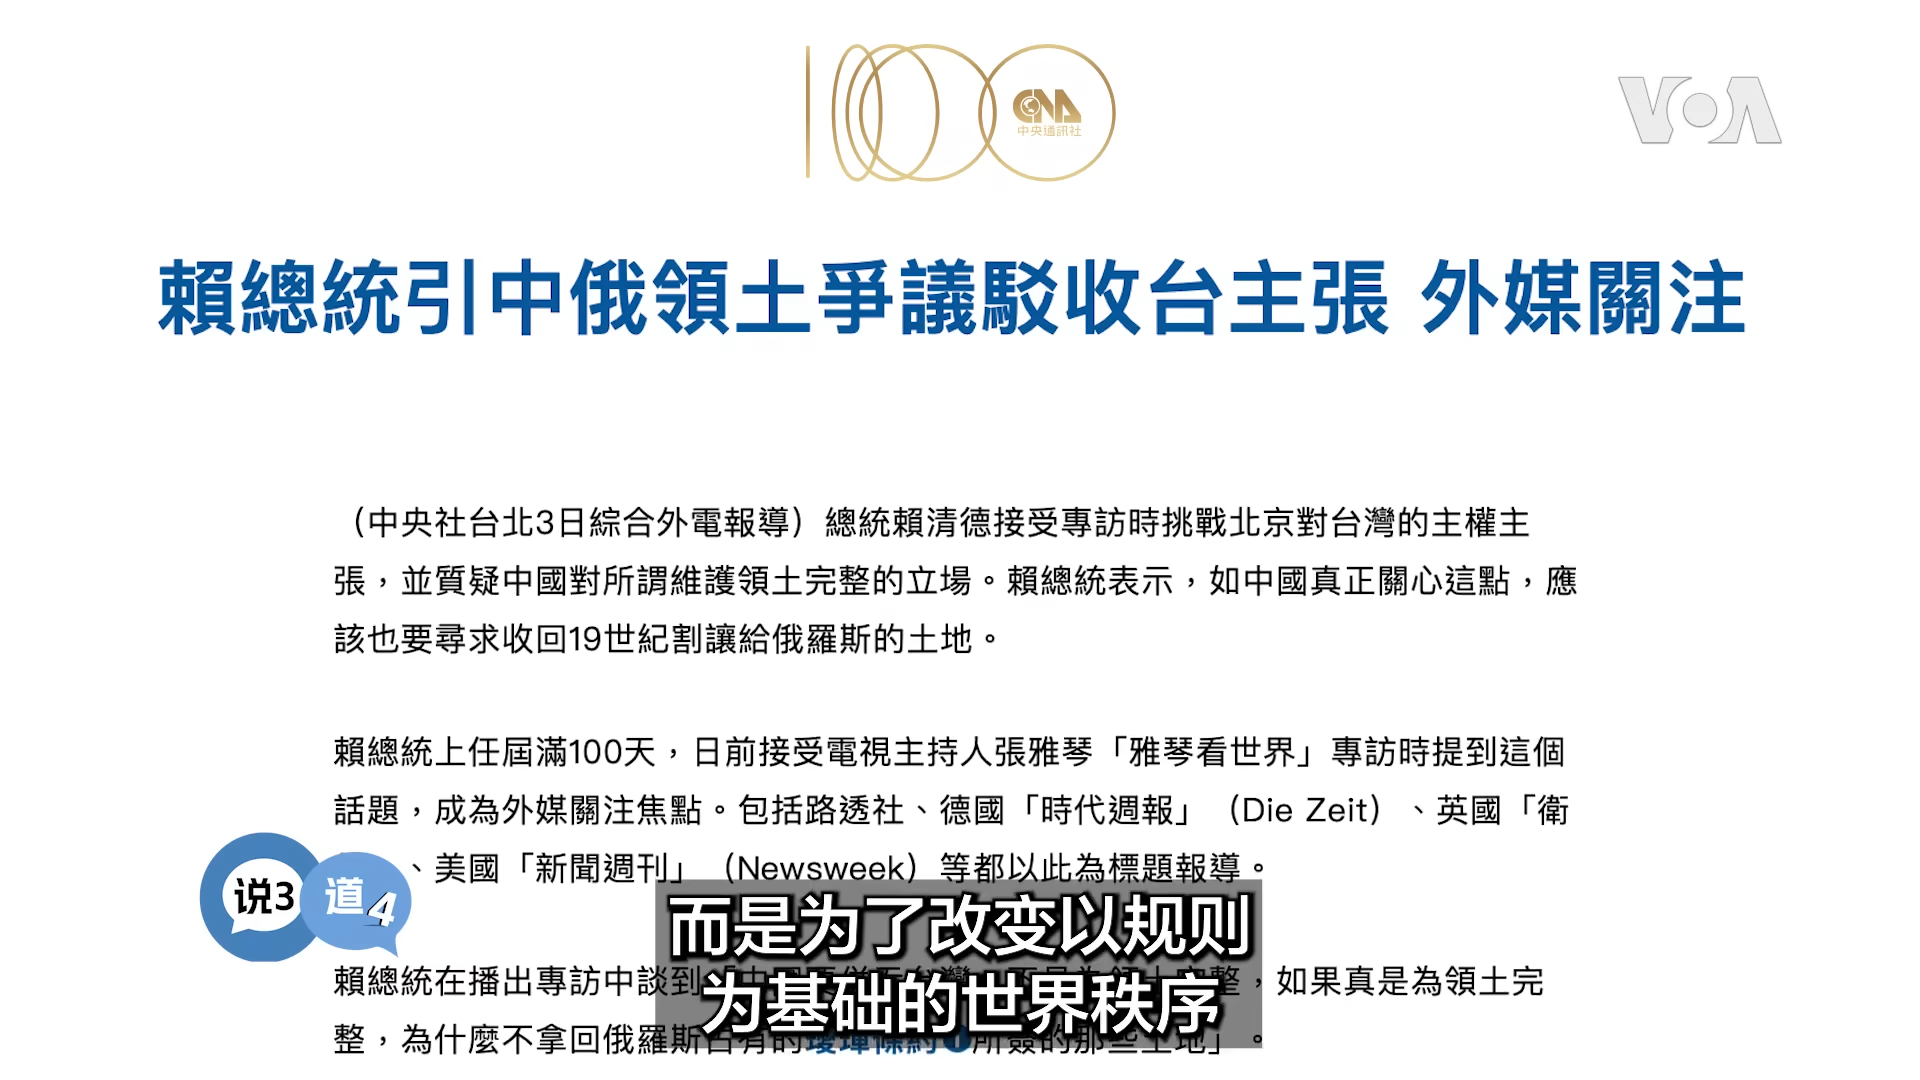 CNA
中央通訊社
VOA
賴總統引中俄領土爭議駁收台主張 外媒關注
（中央社台北3日綜合外電報導）總統賴清德接受專訪時挑戰北京對台灣的主權主
張，並質疑中國對所謂維護領土完整的立場。賴總統表示，如中國真正關心這點，應
該也要尋求收回19世紀割讓給俄羅斯的土地。
賴總統上任屆滿100天，日前接受電視主持人張雅琴「雅琴看世界」專訪時提到這個
話題，成為外媒關注焦點。包括路透社、德國「時代週報」（Die Zeit）、英國「衛
、美國「新聞週刊」（Newsweek）等都以此為標題報導。
说3道4
賴總統在播出專訪中談到 整，如果真是為領土完
整，為什麼不拿回俄羅斯 」。
而是为了改变以规则
为基础的世界秩序